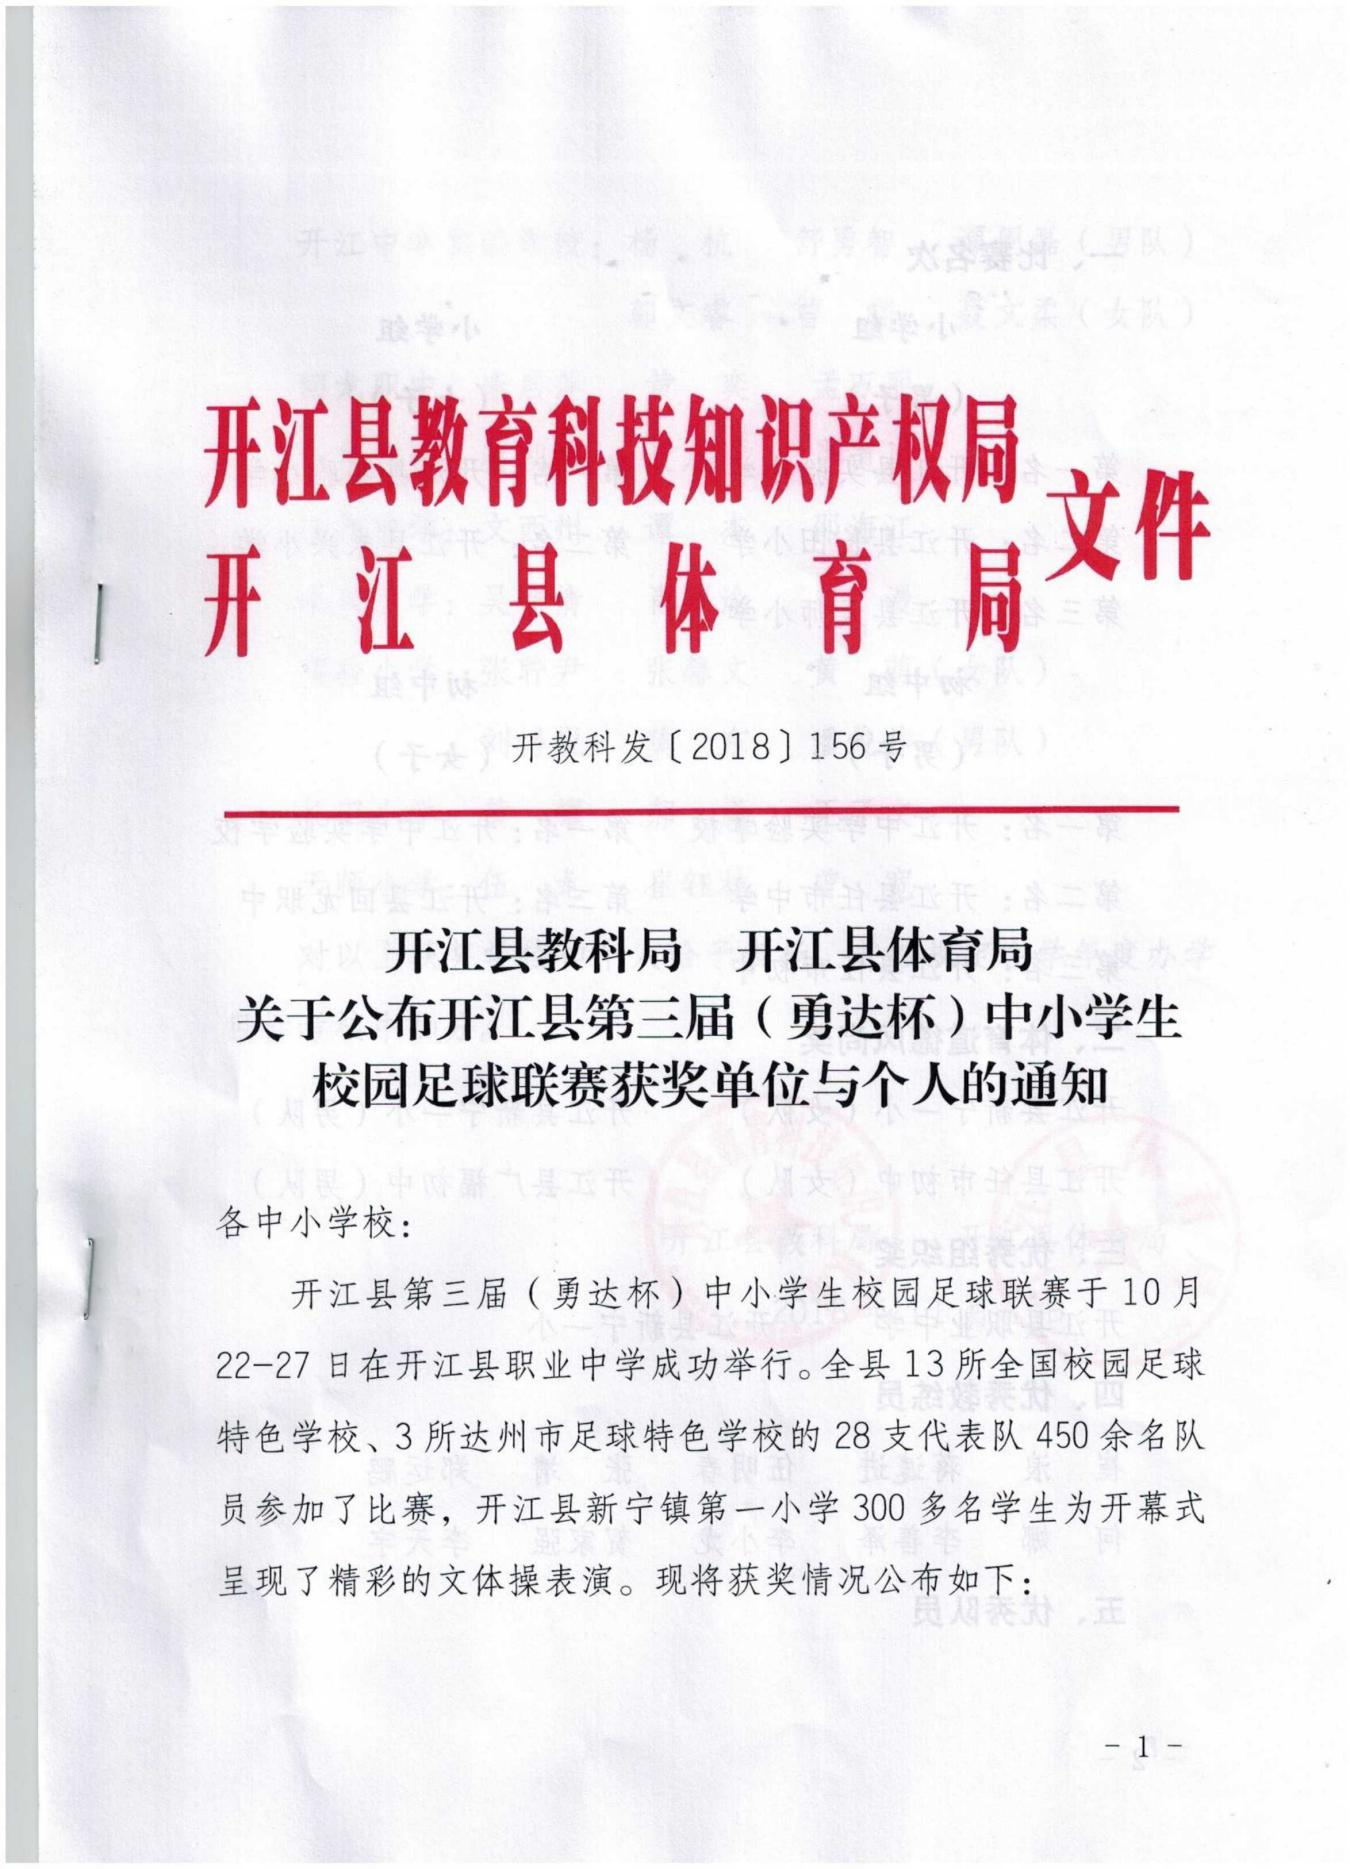 开江县教育科技知识产权局
开江县体育局
文件
开教科发〔2018〕156号
开江县教科局 开江县体育局
关于公布开江县第三届（勇达杯）中小学生
校园足球联赛获奖单位与个人的通知
各中小学校：
开江县第三届（勇达杯）中小学生校园足球联赛于10月
22-27日在开江县职业中学成功举行。全县13所全国校园足球
特色学校、3所达州市足球特色学校的28支代表队450余名队
员参加了比赛，开江县新宁镇第一小学300多名学生为开幕式
呈现了精彩的文体操表演。现将获奖情况公布如下：
- 1 -